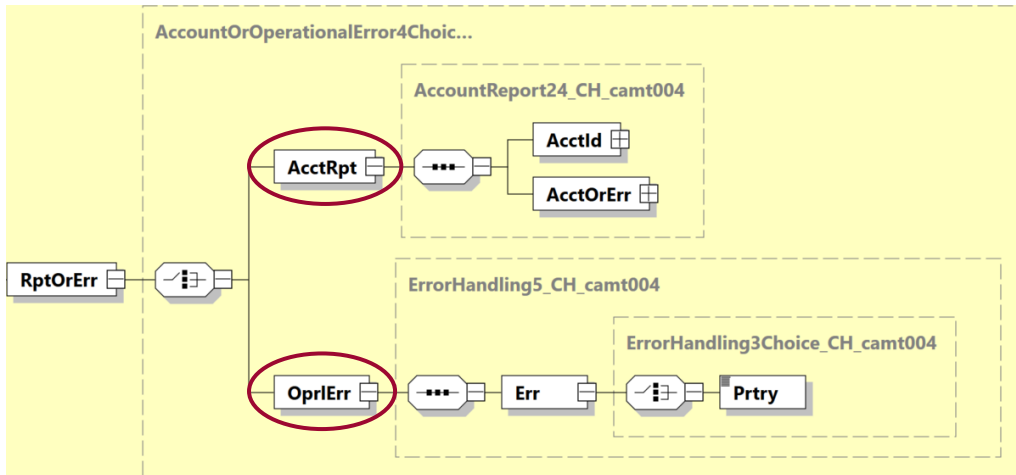 AccountOrOperationalError4Choic...
AccountReport24_CH_camt004
AcctId
AcctRpt
AcctOrErr
RptOrErr
ErrorHandling5_CH_camt004
ErrorHandling3Choice_CH_camt004
OprlErr
Err
Prtry